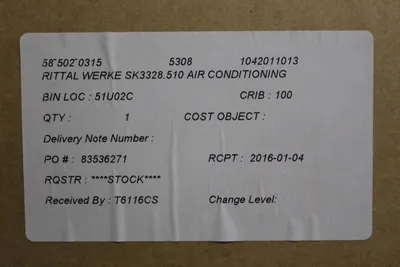 58-502-0315 5308 1042011013
RITTAL WERKE SK3328.510 AIR CONDITIONING
BIN LOC : 51U02C CRIB : 100
QTY : 1 COST OBJECT :
Delivery Note Number :
PO # : 83536271 RCPT : 2016-01-04
RQSTR : ****STOCK****
Received By : T6116CS Change Level: